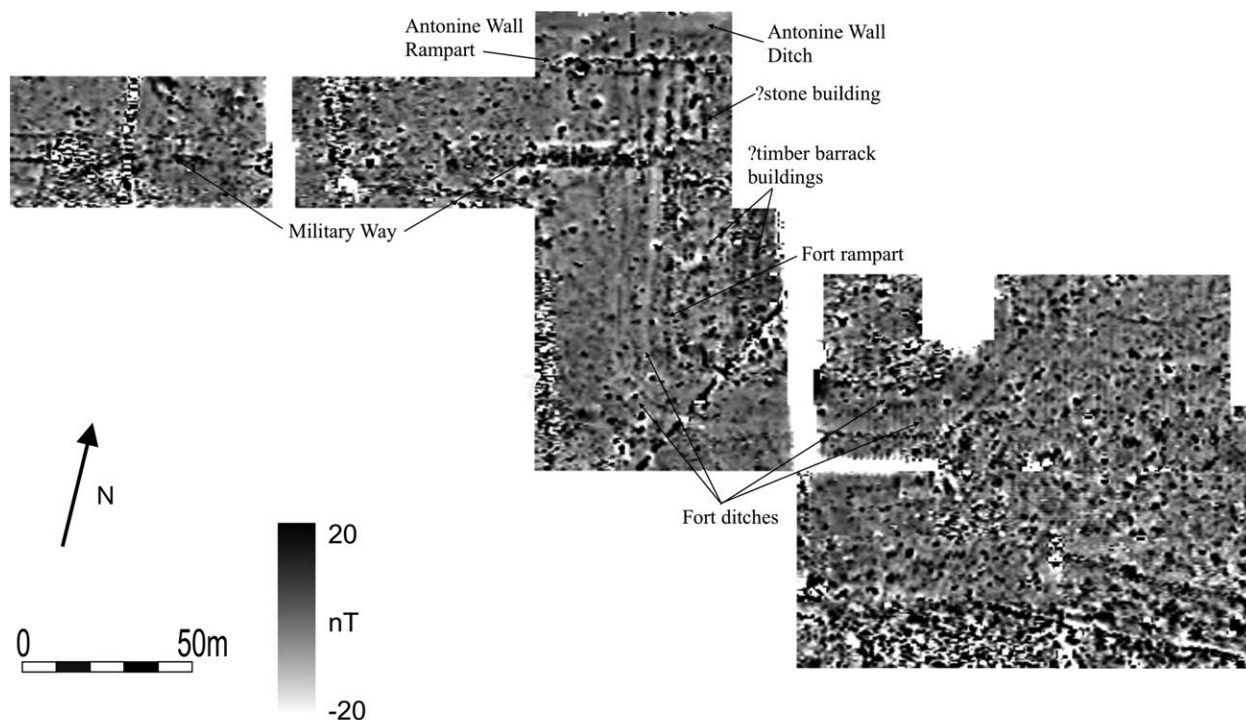 Antonine Wall
Rampart
Antonine Wall
Ditch
?stone building
?timber barrack
buildings
Military Way
Fort rampart
Fort ditches
N
0 50m
20
nT
-20